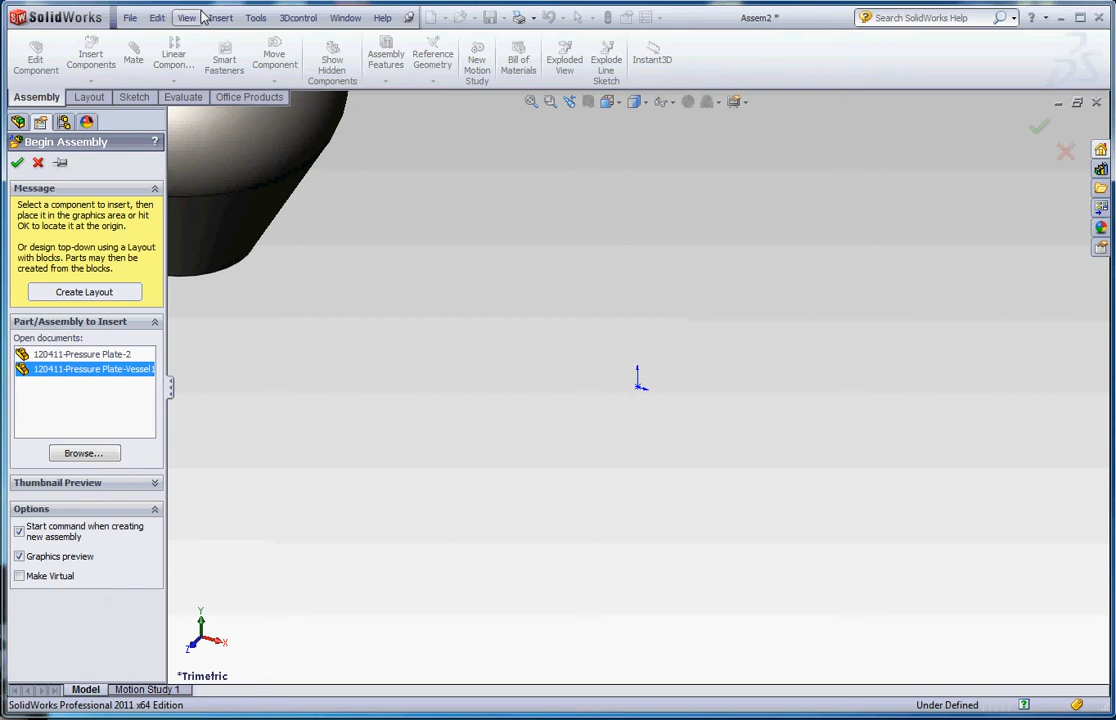 SolidWorks File Edit View Insert Tools 3Dcontrol Window Help Assem2 * Search SolidWorks Help
Edit Component
Insert Components
Mate
Linear Compon...
Smart Fasteners
Move Component
Show Hidden Components
Assembly Features
Reference Geometry
New Motion Study
Bill of Materials
Exploded View
Explode Line Sketch
Instant3D
Assembly Layout Sketch Evaluate Office Products
Begin Assembly ?
Message
Select a component to insert, then
place it in the graphics area or hit
OK to locate it at the origin.
Or design top-down using a Layout
with blocks. Parts may then be
created from the blocks.
Create Layout
Part/Assembly to Insert
Open documents:
120411-Pressure Plate-2
120411-Pressure Plate-Vessel1
Browse...
Thumbnail Preview
Options
Start command when creating
new assembly
Graphics preview
Make Virtual
Y
X
Z
*Trimetric
Model Motion Study 1
SolidWorks Professional 2011 x64 Edition Under Defined